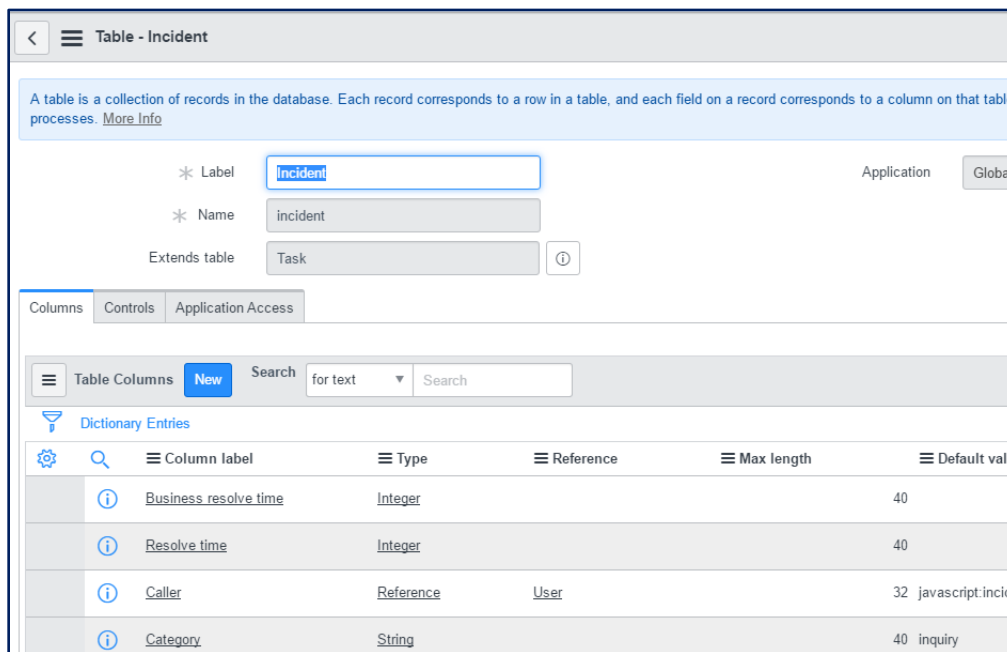 Table - Incident
A table is a collection of records in the database. Each record corresponds to a row in a table, and each field on a record corresponds to a column on that tabl
processes. More Info
Label Incident Application Globa
Name incident
Extends table Task
Columns Controls Application Access
Table Columns New Search for text Search
Dictionary Entries
Column label Type Reference Max length Default val
Business resolve time Integer 40
Resolve time Integer 40
Caller Reference User 32 javascript:inci
Category String 40 inquiry